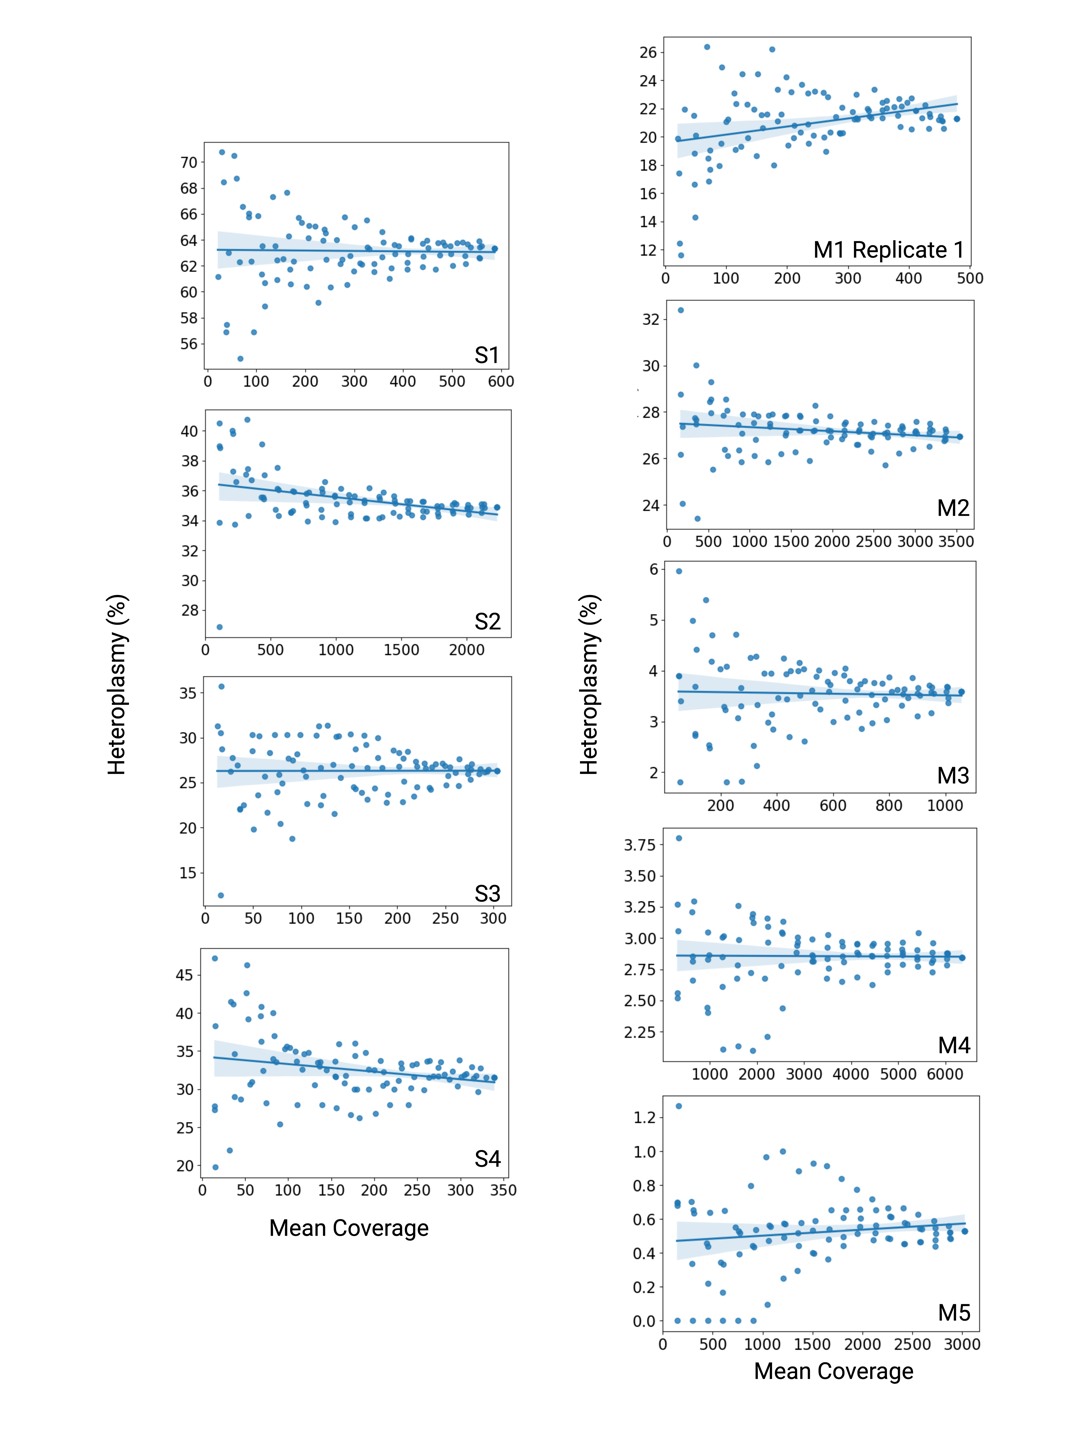 70
68
66
64
62
60
58
56
S1
0 100 200 300 400 500 600
40
38
36
34
32
30
28
S2
0 500 1000 1500 2000
35
30
25
20
15
S3
0 50 100 150 200 250 300
45
40
35
30
25
20
S4
0 50 100 150 200 250 300 350
Heteroplasmy (%)
Mean Coverage
26
24
22
20
18
16
14
12
M1 Replicate 1
0 100 200 300 400 500
32
30
28
26
24
M2
0 500 1000 1500 2000 2500 3000 3500
6
5
4
3
2
M3
200 400 600 800 1000
3.75
3.50
3.25
3.00
2.75
2.50
2.25
M4
1000 2000 3000 4000 5000 6000
1.2
1.0
0.8
0.6
0.4
0.2
0.0
M5
0 500 1000 1500 2000 2500 3000
Heteroplasmy (%)
Mean Coverage